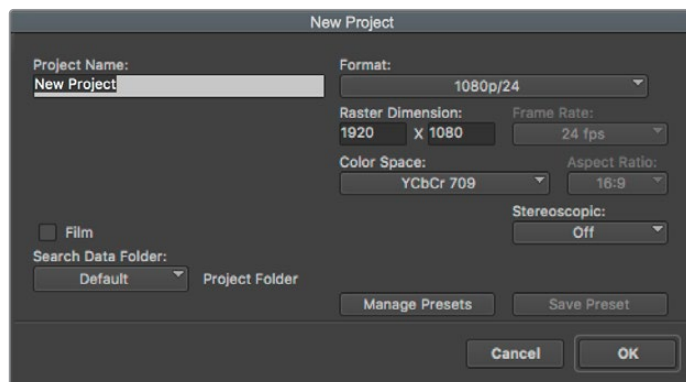 New Project
Project Name:
New Project
Film
Search Data Folder:
Default
Project Folder
Format:
1080p/24
Raster Dimension:
1920 X 1080
Frame Rate:
24 fps
Color Space:
YCbCr 709
Aspect Ratio:
16:9
Stereoscopic:
Off
Manage Presets
Save Preset
Cancel
OK